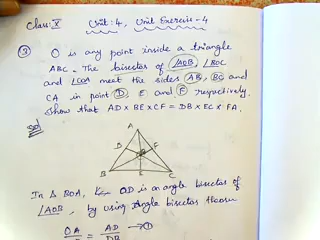 Class: X Unit: 4, Unit Exercise - 4
③ O is any point inside a triangle
ABC. The bisector of ∠AOB, ∠BOC
and ∠COA meet the sides AB, BC and
CA in point D, E and F respectively.
Show that AD × BE × CF = DB × EC × FA.
Sol
A
D F
B E C
In Δ BOA, OD is an angle bisector of
∠AOB, by using Angle bisector theorem
OA = AD → ①
DB